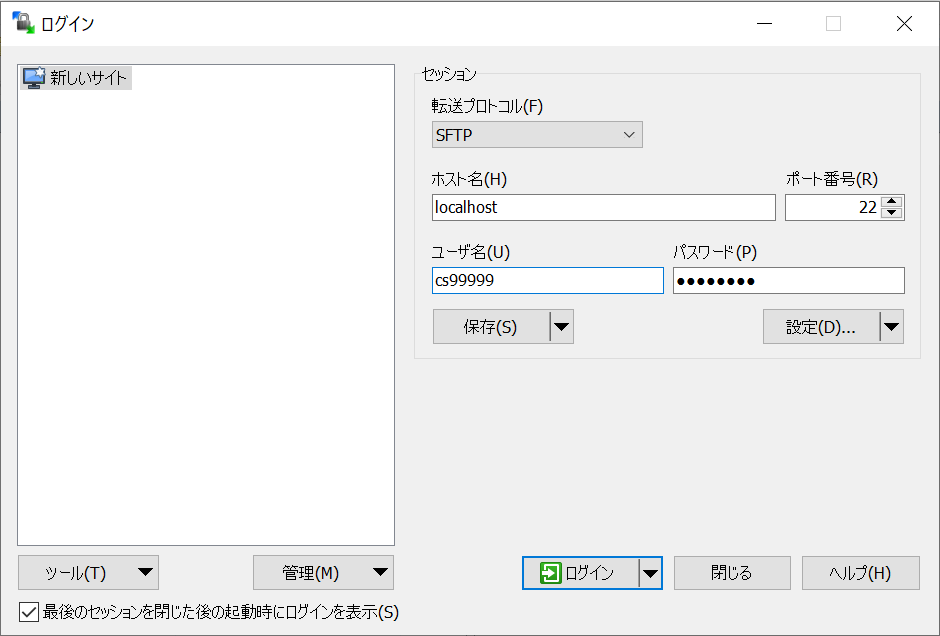 ログイン
新しいサイト
セッション
転送プロトコル(F)
SFTP
ホスト名(H)
ポート番号(R)
localhost
22
ユーザ名(U)
パスワード(P)
cs99999
●●●●●●●●
保存(S)
設定(D)...
ツール(T)
管理(M)
ログイン
閉じる
ヘルプ(H)
最後のセッションを閉じた後の起動時にログインを表示(S)